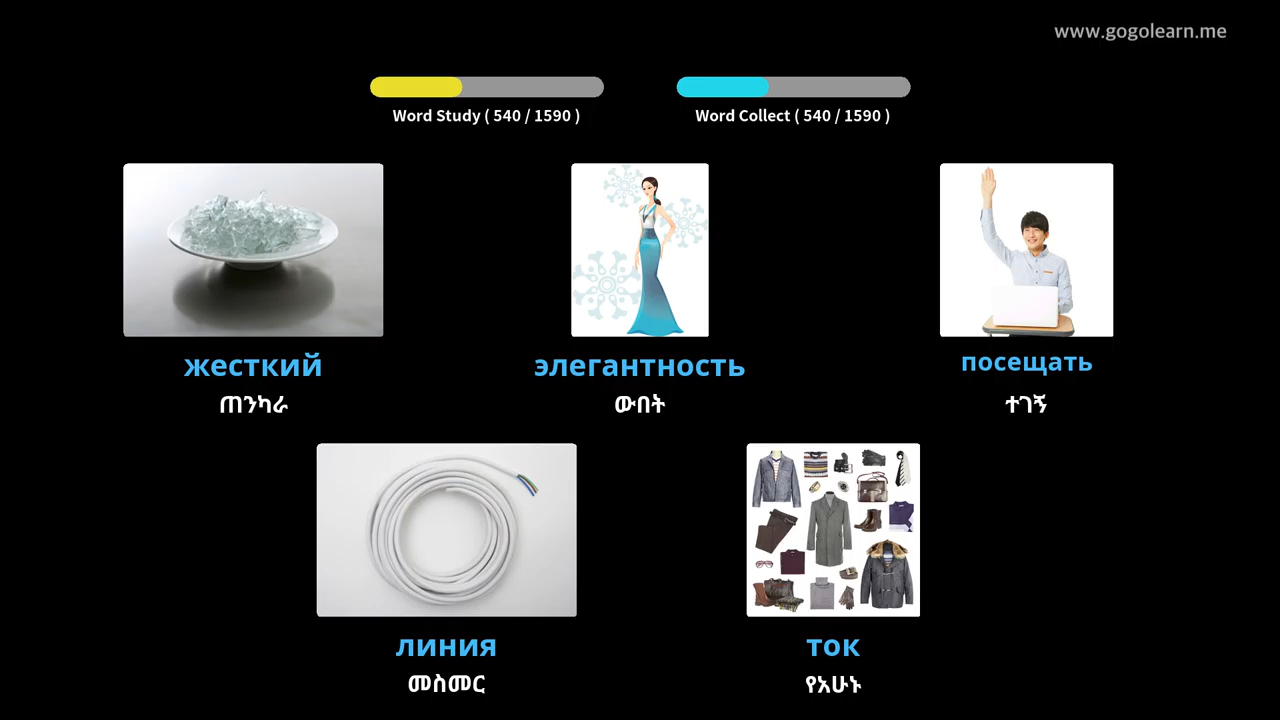 www.gogolearn.me
Word Study ( 540 / 1590 )
Word Collect ( 540 / 1590 )
жесткий
ጠንካራ
элегантность
ውበት
посещать
ተገኝ
линия
መስመር
ток
የአሁኑ